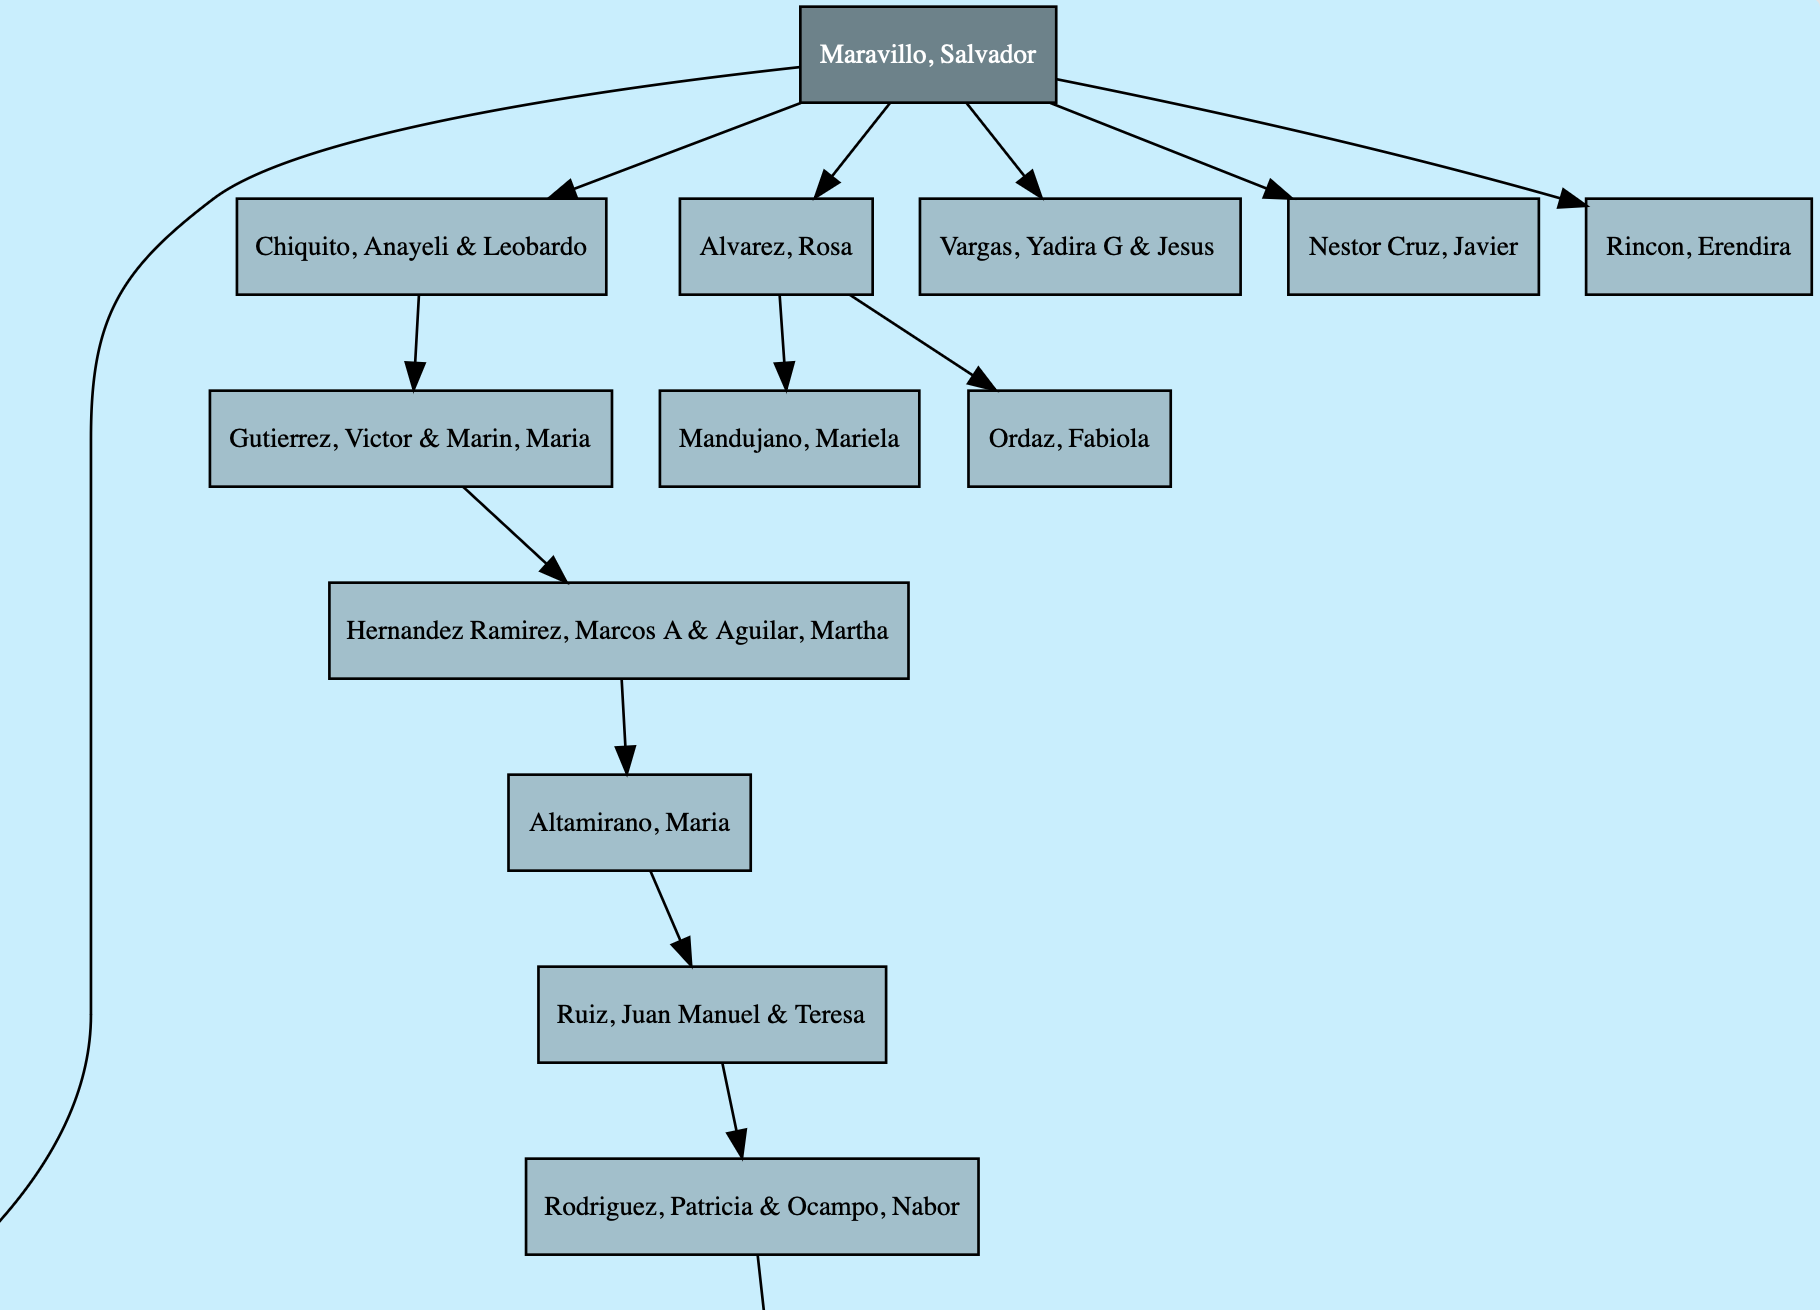 Maravillo, Salvador
Chiquito, Anayeli & Leobardo
Alvarez, Rosa
Vargas, Yadira G & Jesus
Nestor Cruz, Javier
Rincon, Erendira
Gutierrez, Victor & Marin, Maria
Mandujano, Mariela
Ordaz, Fabiola
Hernandez Ramirez, Marcos A & Aguilar, Martha
Altamirano, Maria
Ruiz, Juan Manuel & Teresa
Rodriguez, Patricia & Ocampo, Nabor